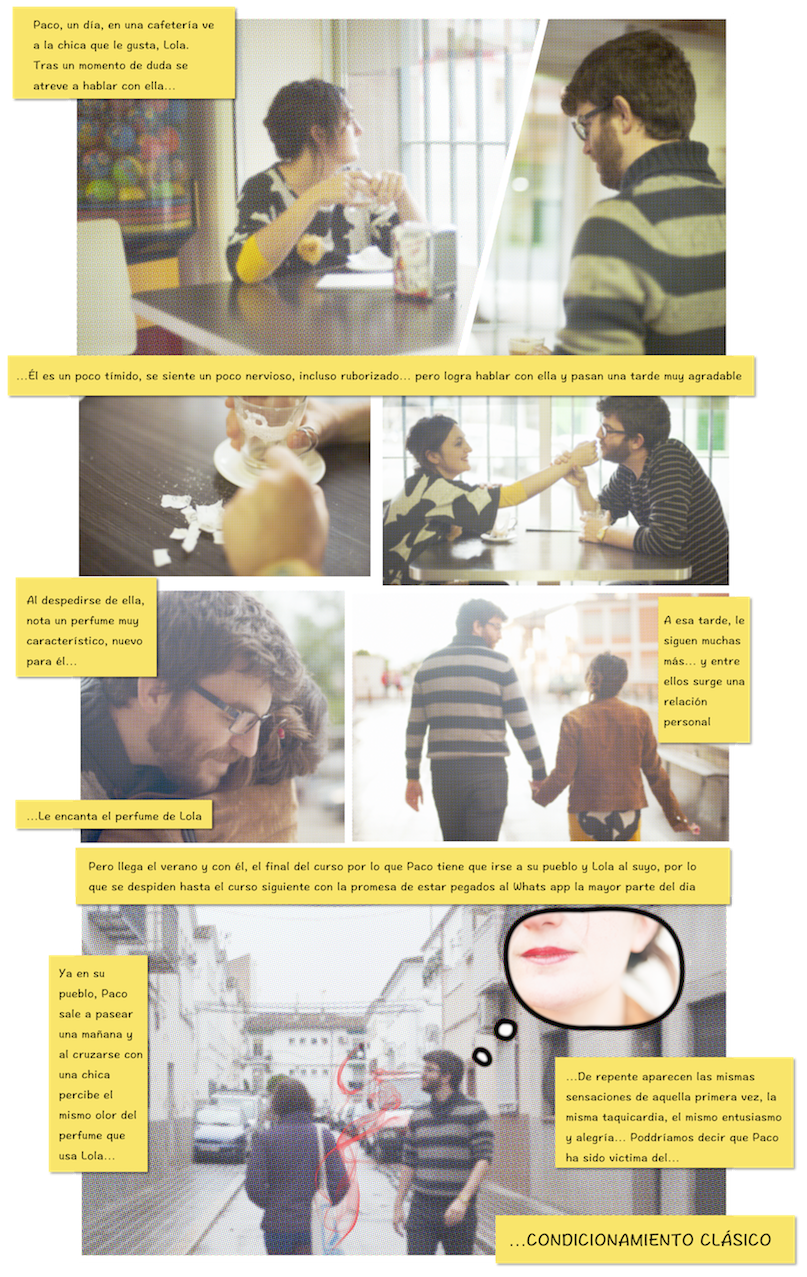 Paco, un día, en una cafetería ve
a la chica que le gusta, Lola.
Tras un momento de duda se
atreve a hablar con ella...
...Él es un poco tímido, se siente un poco nervioso, incluso ruborizado... pero logra hablar con ella y pasan una tarde muy agradable
Al despedirse de ella,
nota un perfume muy
característico, nuevo
para él...
A esa tarde, le
siguen muchas
más... y entre
ellos surge una
relación
personal
...Le encanta el perfume de Lola
Pero llega el verano y con él, el final del curso por lo que Paco tiene que irse a su pueblo y Lola al suyo, por lo
que se despiden hasta el curso siguiente con la promesa de estar pegados al Whats app la mayor parte del día
Ya en su
pueblo, Paco
sale a pasear
una mañana y
al cruzarse con
una chica
percibe el
mismo olor del
perfume que
usa Lola...
...De repente aparecen las mismas
sensaciones de aquella primera vez, la
misma taquicardia, el mismo entusiasmo
y alegría... Poddríamos decir que Paco
ha sido víctima del...
...CONDICIONAMIENTO CLÁSICO